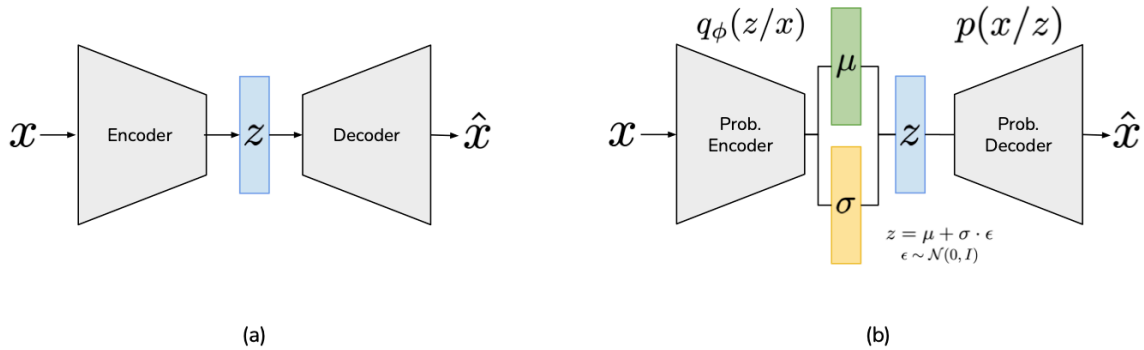 x
Encoder
z
Decoder
x̂
(a)
q_ϕ(z/x)
p(x/z)
x
Prob.
Encoder
μ
σ
z
Prob.
Decoder
x̂
z = μ + σ · ϵ
ϵ ∼ 𝒩(0, I)
(b)